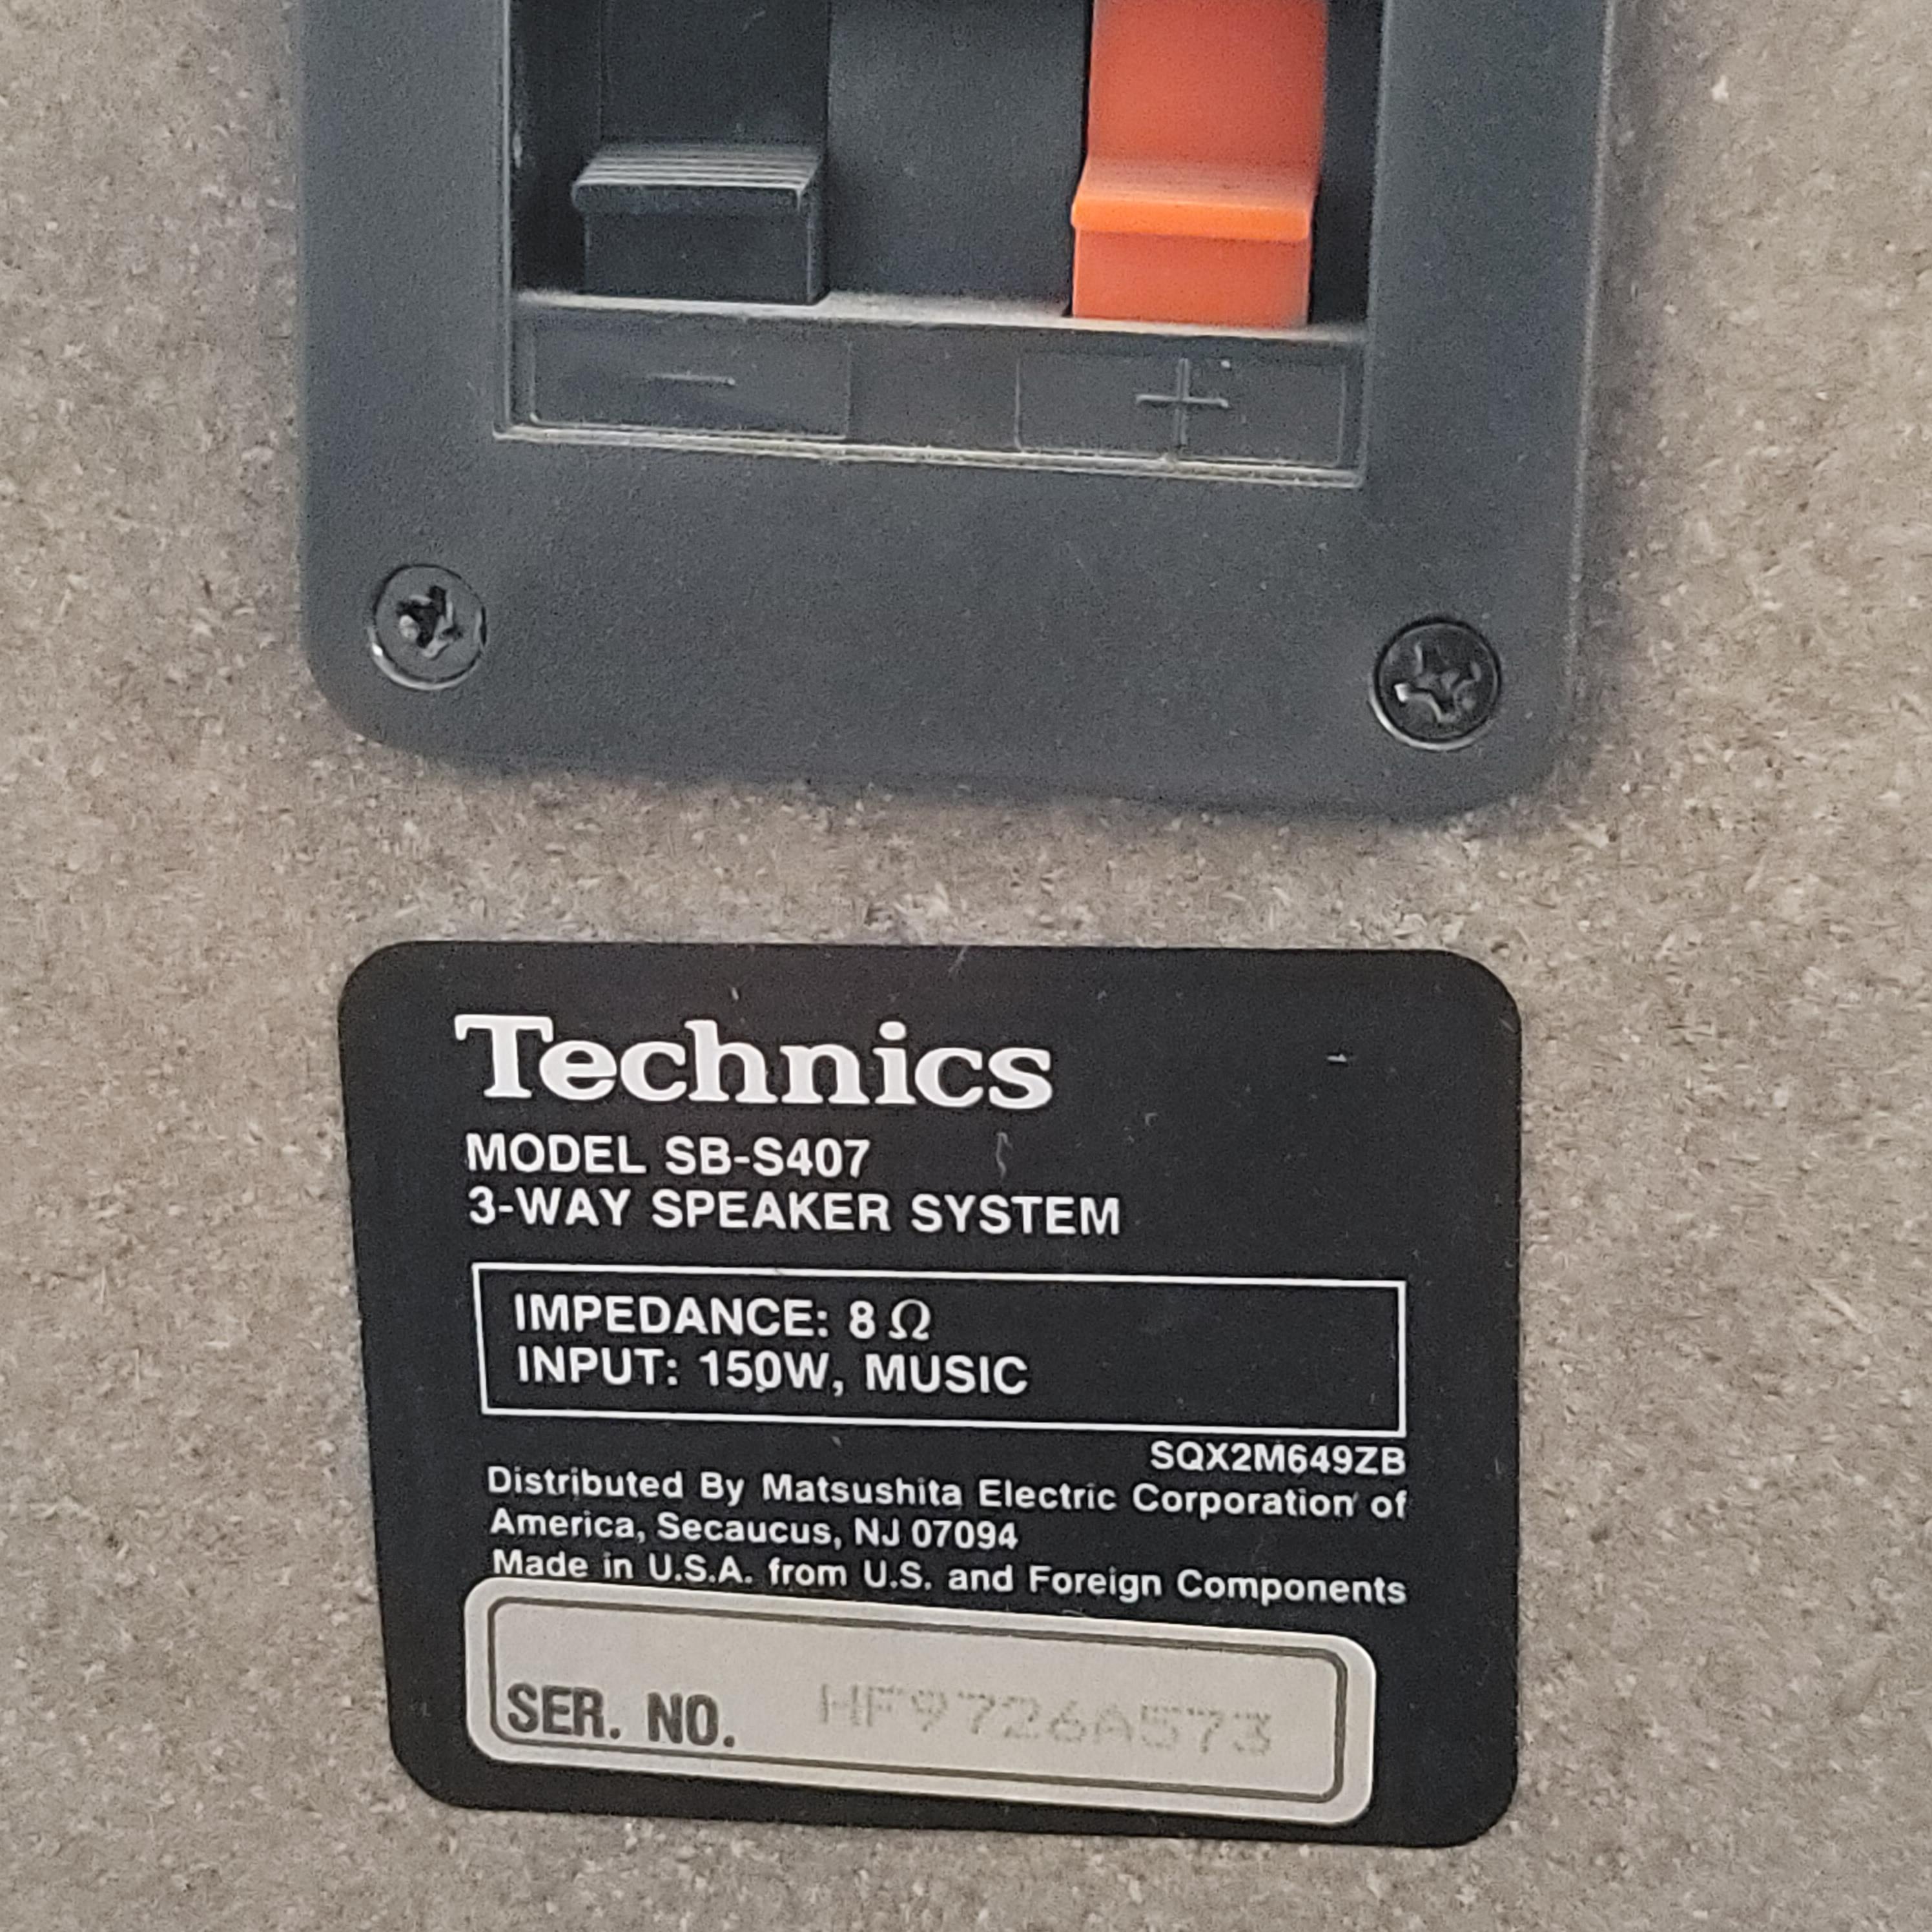 − +
Technics
MODEL SB-S407
3-WAY SPEAKER SYSTEM
IMPEDANCE: 8 Ω
INPUT: 150W, MUSIC
SQX2M649ZB
Distributed By Matsushita Electric Corporation of
America, Secaucus, NJ 07094
Made in U.S.A. from U.S. and Foreign Components
SER. NO. HF9726A573